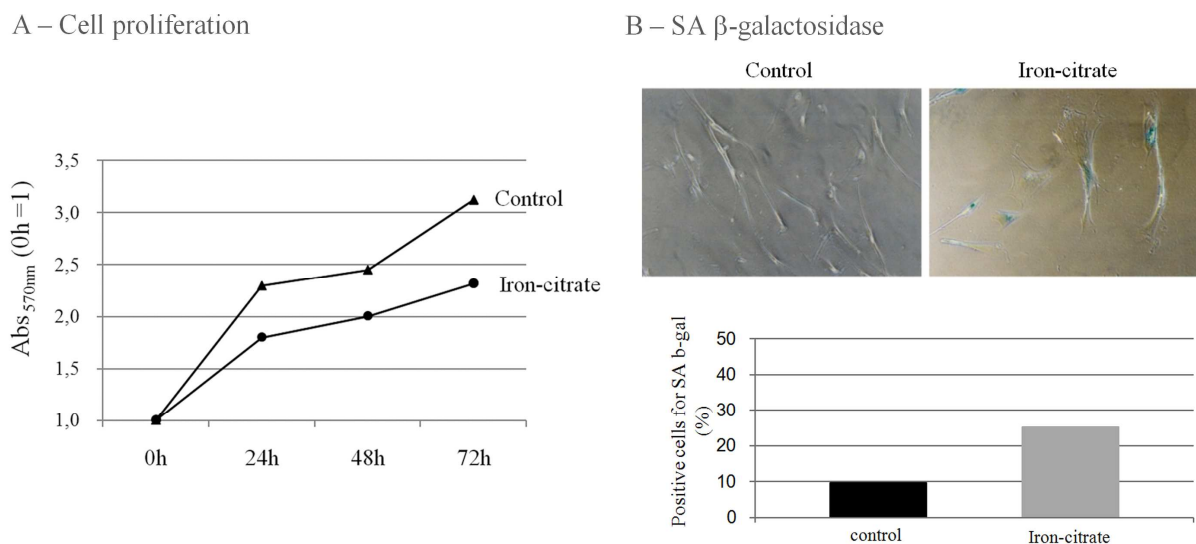 A – Cell proliferation
Abs 570nm (0h =1)
3,5
3,0
2,5
2,0
1,5
1,0
Control
Iron-citrate
0h 24h 48h 72h
B – SA β-galactosidase
Control Iron-citrate
Positive cells for SA b-gal
(%)
50
40
30
20
10
0
control Iron-citrate